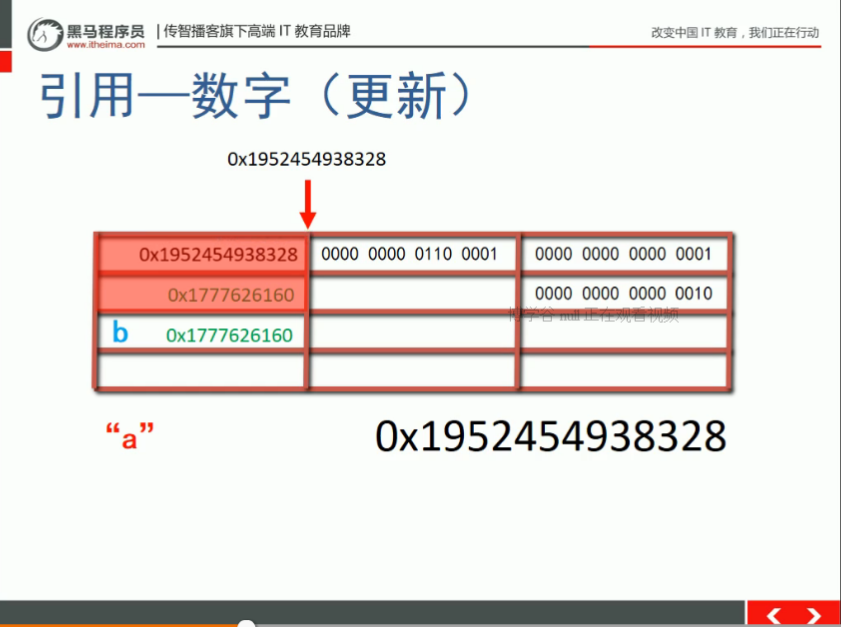 黑马程序员
www.itheima.com
传智播客旗下高端 IT 教育品牌
改变中国 IT 教育，我们正在行动
引用—数字（更新）
0x1952454938328
0x1952454938328 0000 0000 0110 0001 0000 0000 0000 0001
0x1777626160 0000 0000 0000 0010
正在观看视频
b 0x1777626160
“a” 0x1952454938328